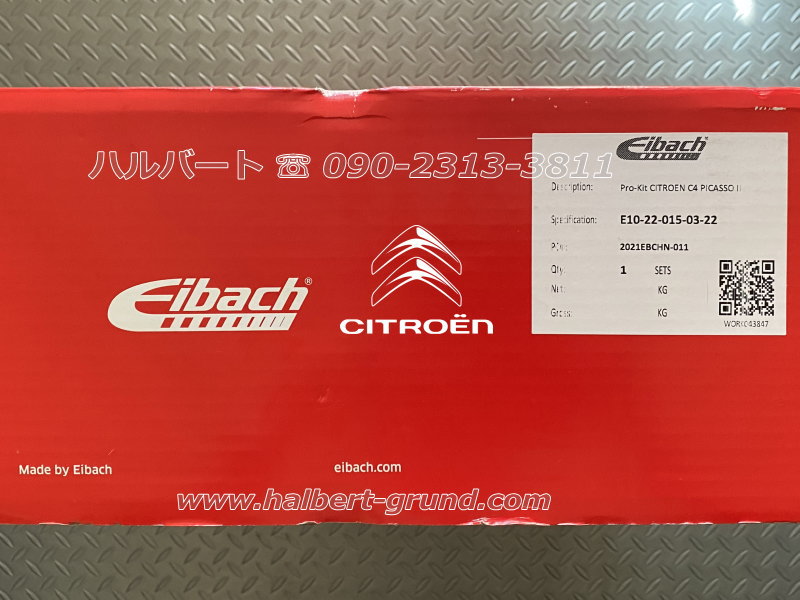 ハルバート ☎ 090-2313-3811
Eibach
Description: Pro-Kit CITROEN C4 PICASSO II
Specification: E10-22-015-03-22
2021EBCHN-011
Qty: 1 SETS
Net: KG
Gross: KG
WORK043847
Eibach®
CITROËN
Made by Eibach
eibach.com
www.halbert-grund.com